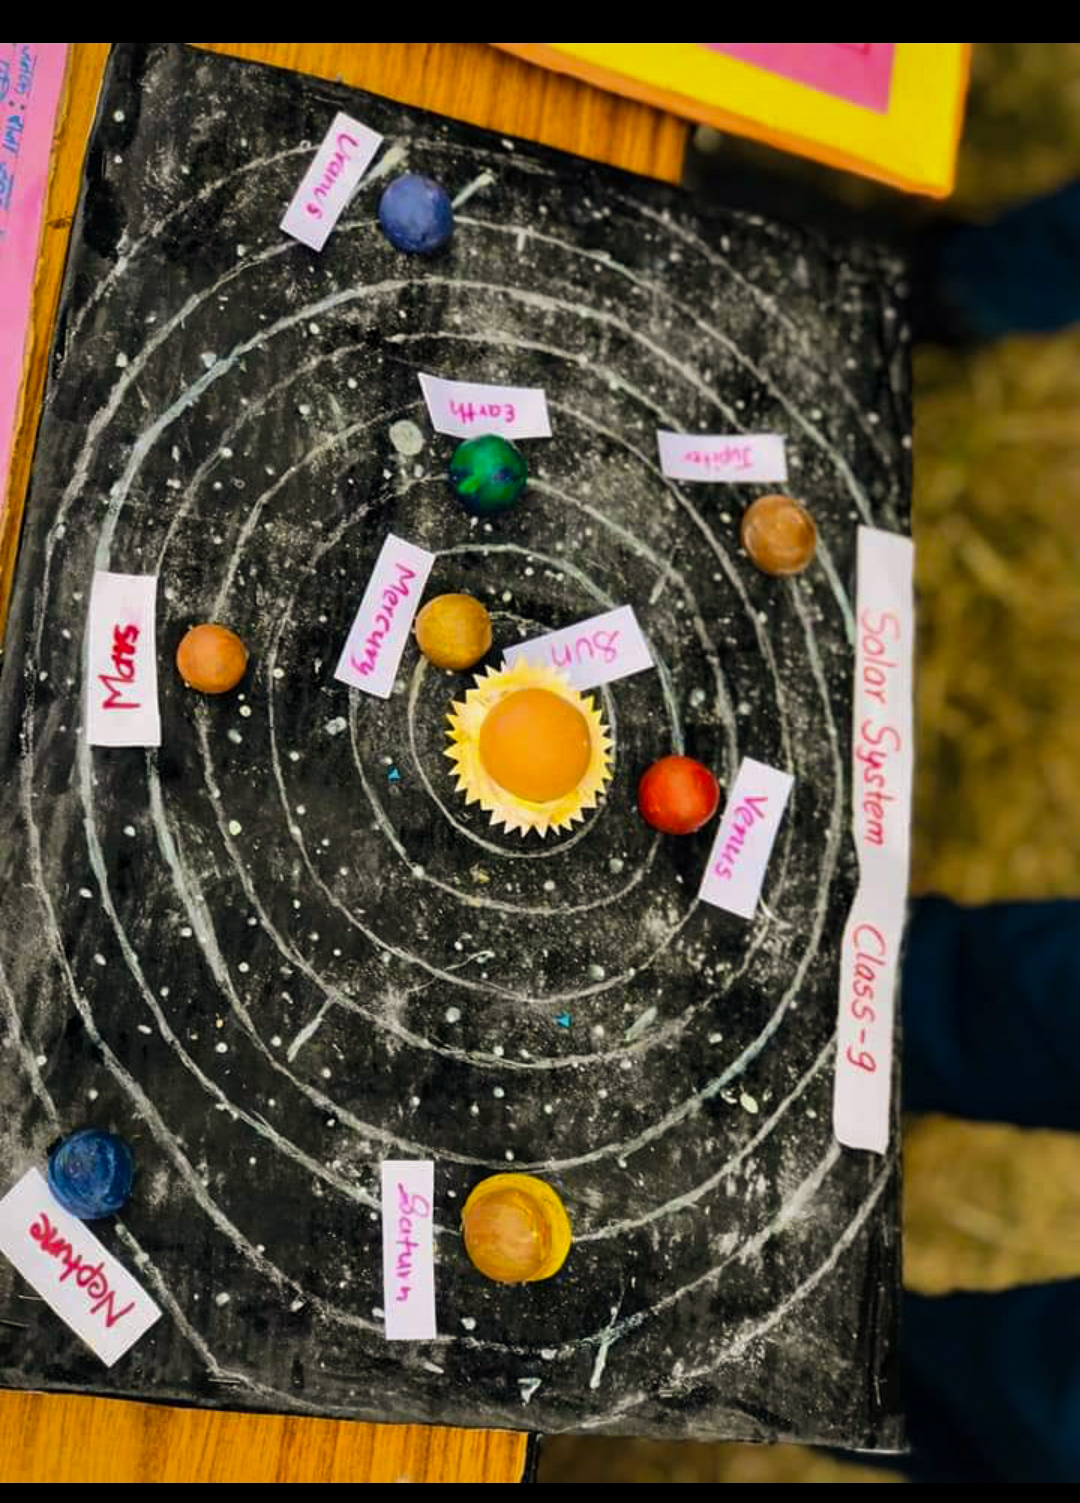 Solar System Class-9
Uranus
Earth
Jupiter
Mercury
Sun
Mars
Venus
Saturn
Neptune